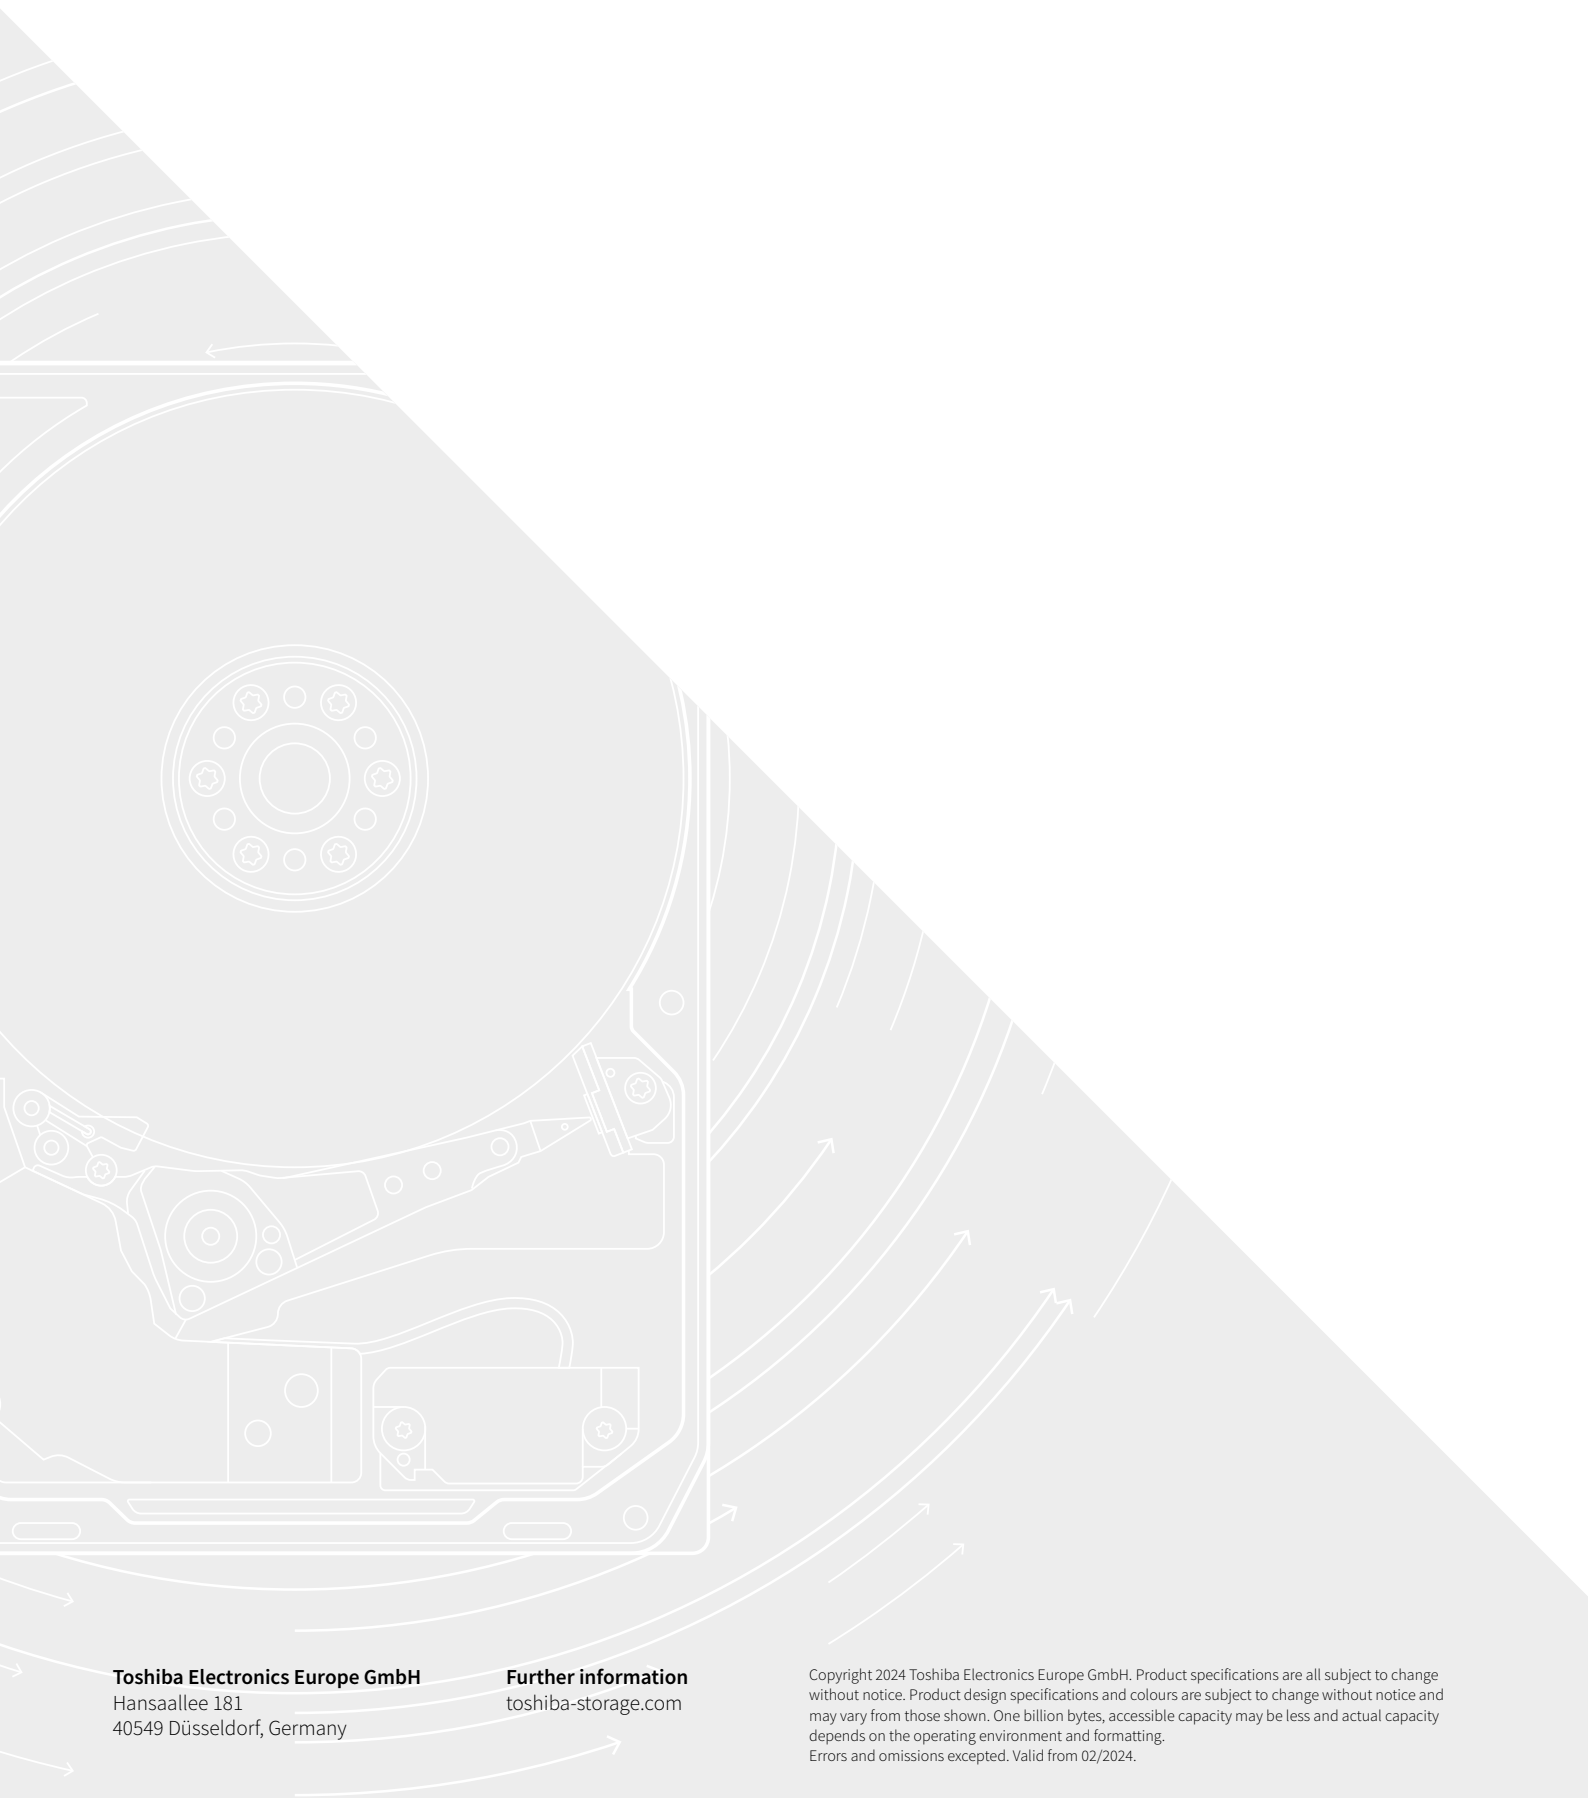 Toshiba Electronics Europe GmbH
Hansaallee 181
40549 Düsseldorf, Germany
Further information
toshiba-storage.com
Copyright 2024 Toshiba Electronics Europe GmbH. Product specifications are all subject to change
without notice. Product design specifications and colours are subject to change without notice and
may vary from those shown. One billion bytes, accessible capacity may be less and actual capacity
depends on the operating environment and formatting.
Errors and omissions excepted. Valid from 02/2024.